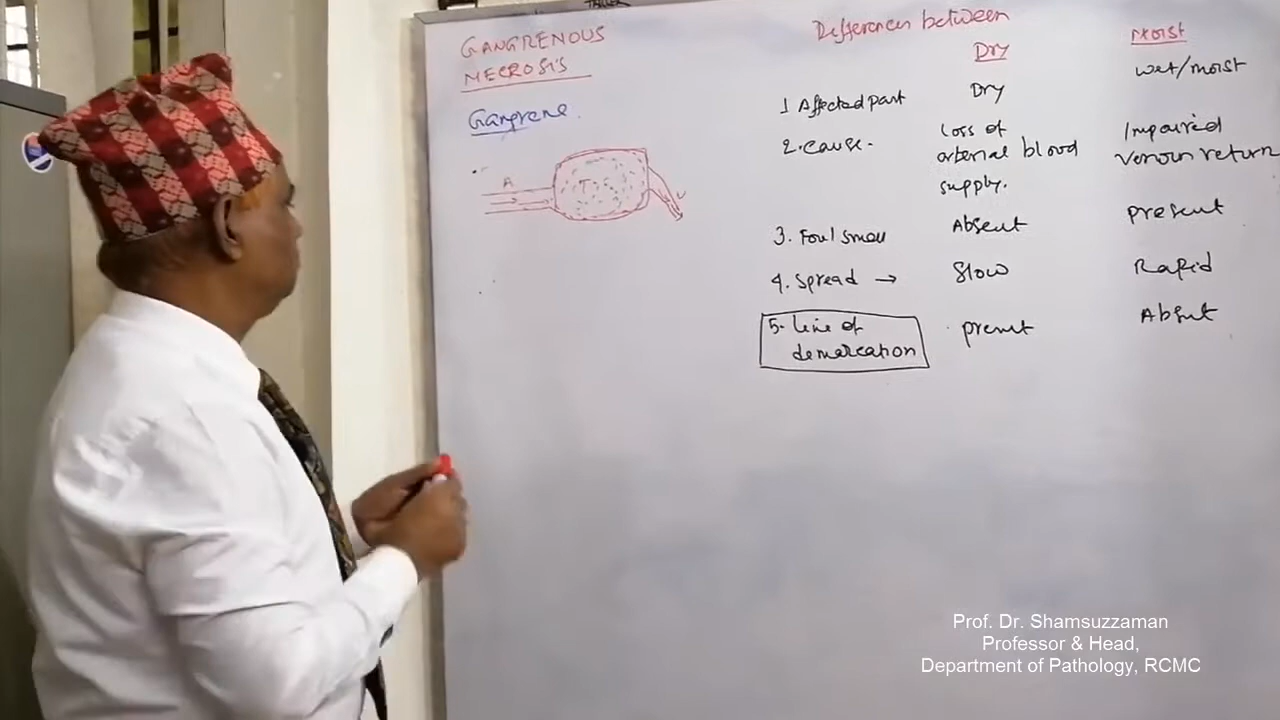 TALLER
GANGRENOUS
NECROSIS
Gangrene.
A
T
V
Differences between
Dry
Moist
1 Affected part
Dry
wet/moist
2. cause.
Loss of
arterial blood
supply.
Impaired
venous return
3. Foul smell
Absent
present
4. Spread →
Slow
Rapid
5. Line of
demarcation
present
Absent
Prof. Dr. Shamsuzzaman
Professor & Head,
Department of Pathology, RCMC